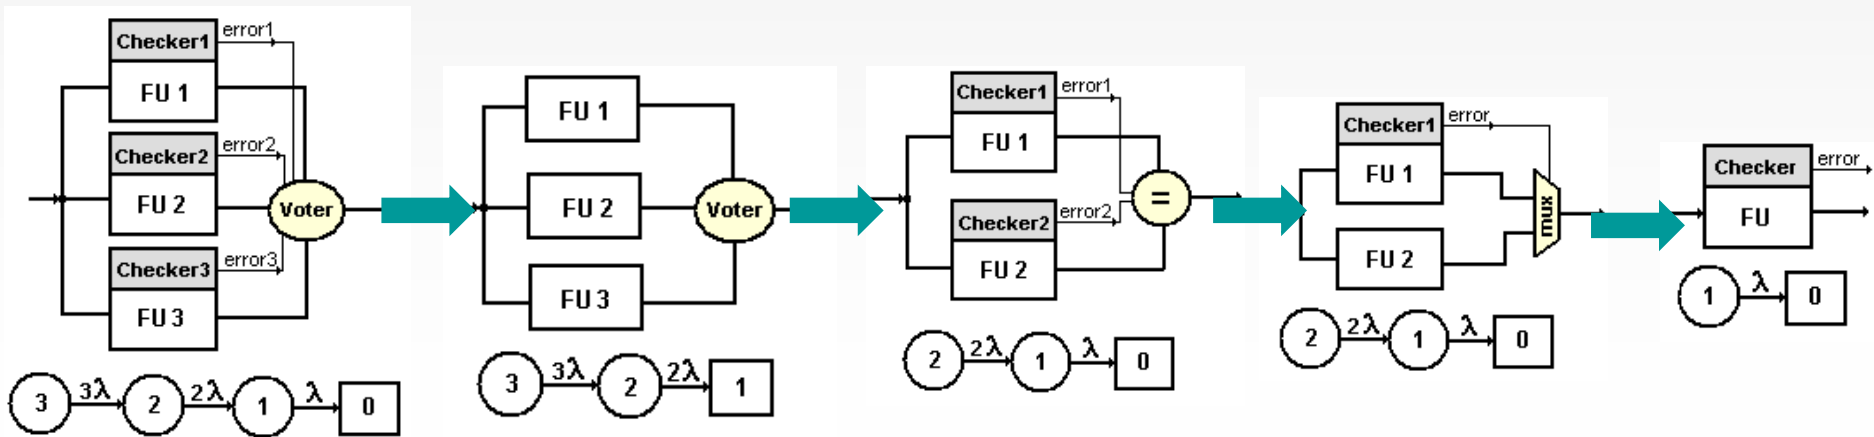 Checker1
error1
FU 1
Checker2
error2
FU 2
Checker3
error3
FU 3
Voter
3 3λ 2 2λ 1 λ 0
FU 1
FU 2
FU 3
Voter
3 3λ 2 2λ 1
Checker1
error1
FU 1
Checker2
error2
FU 2
=
2 2λ 1 λ 0
Checker1
error
FU 1
FU 2
mux
2 2λ 1 λ 0
Checker
error
FU
1 λ 0